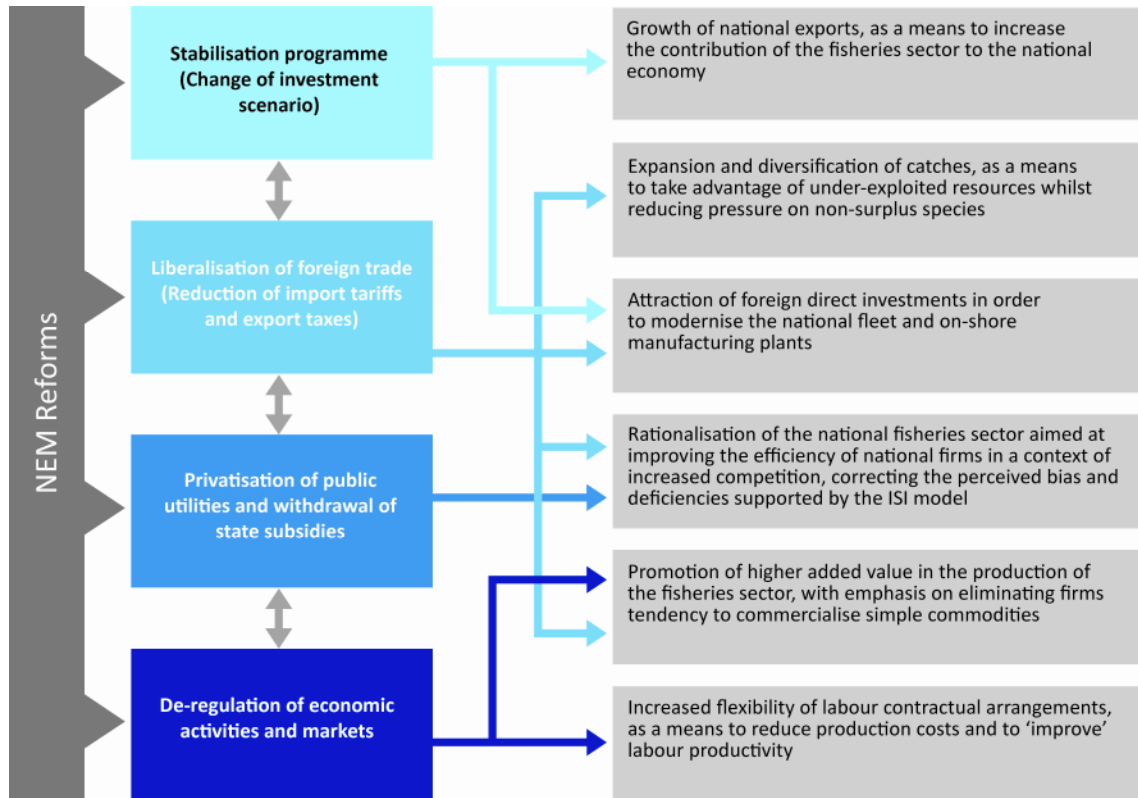 NEM Reforms
Stabilisation programme
(Change of investment
scenario)
Liberalisation of foreign trade
(Reduction of import tariffs
and export taxes)
Privatisation of public
utilities and withdrawal of
state subsidies
De-regulation of economic
activities and markets
Growth of national exports, as a means to increase
the contribution of the fisheries sector to the national
economy
Expansion and diversification of catches, as a means
to take advantage of under-exploited resources whilst
reducing pressure on non-surplus species
Attraction of foreign direct investments in order
to modernise the national fleet and on-shore
manufacturing plants
Rationalisation of the national fisheries sector aimed at
improving the efficiency of national firms in a context of
increased competition, correcting the perceived bias and
deficiencies supported by the ISI model
Promotion of higher added value in the production of
the fisheries sector, with emphasis on eliminating firms
tendency to commercialise simple commodities
Increased flexibility of labour contractual arrangements,
as a means to reduce production costs and to ‘improve’
labour productivity